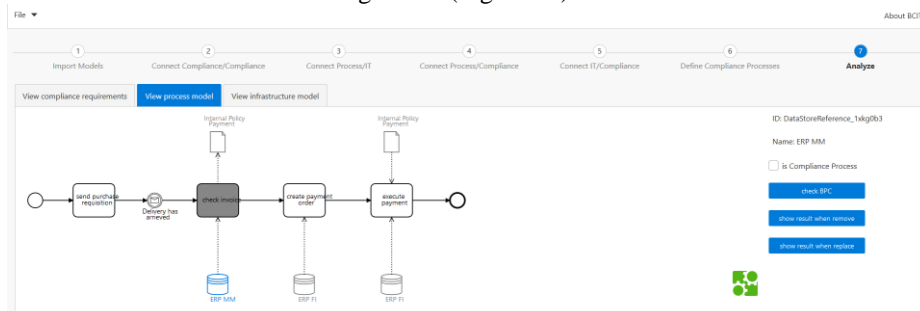 File ▼
About BCIT
1
2
3
4
5
6
7
Import Models
Connect Compliance/Compliance
Connect Process/IT
Connect Process/Compliance
Connect IT/Compliance
Define Compliance Processes
Analyze
View compliance requirements
View process model
View infrastructure model
Internal Policy
Payment
Internal Policy
Payment
ID: DataStoreReference_1xkg0b3
Name: ERP MM
is Compliance Process
check BPC
show result when remove
show result when replace
send purchase
requisition
Delivery has
arrieved
check invoice
create payment
order
execute
payment
ERP MM
ERP FI
ERP FI